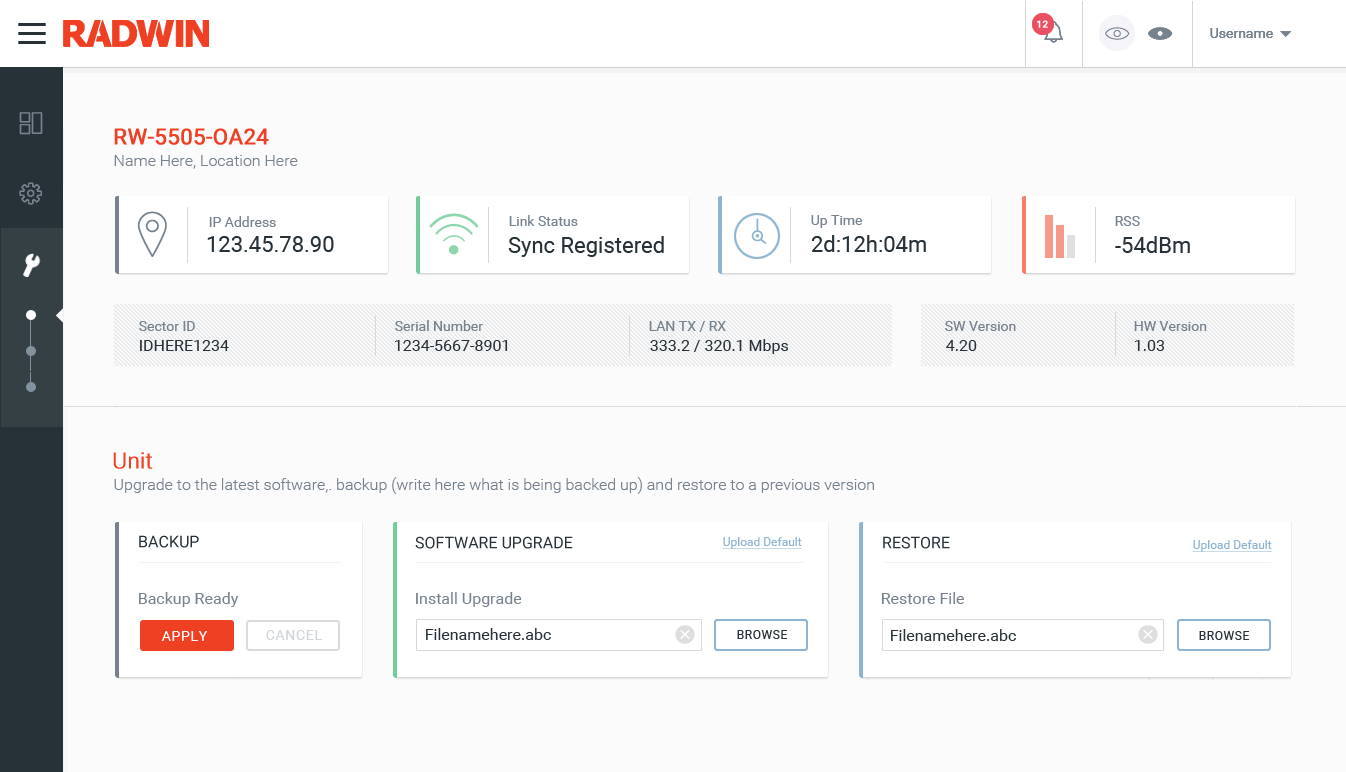 RADWIN
12
Username
RW-5505-OA24
Name Here, Location Here
IP Address
123.45.78.90
Link Status
Sync Registered
Up Time
2d:12h:04m
RSS
-54dBm
Sector ID
IDHERE1234
Serial Number
1234-5667-8901
LAN TX / RX
333.2 / 320.1 Mbps
SW Version
4.20
HW Version
1.03
Unit
Upgrade to the latest software,. backup (write here what is being backed up) and restore to a previous version
BACKUP
Backup Ready
APPLY
CANCEL
SOFTWARE UPGRADE
Upload Default
Install Upgrade
Filenamehere.abc
BROWSE
RESTORE
Upload Default
Restore File
Filenamehere.abc
BROWSE